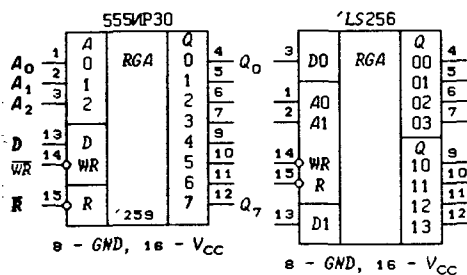 555ИР30 'LS256
A Q
1 A0 0 RGA 0 4 Q0
2 A1 1 1 5
3 A2 2 2 6
3 7
13 D D 4 9
14 WR WR 5 10
6 11
15 R R '259 7 12 Q7
8 - GND, 16 - VCC
Q
3 D0 RGA 00 4
01 5
1 A0 02 6
2 A1 03 7
Q
14 WR 10 9
15 R 11 10
12 11
13 D1 13 12
8 - GND, 16 - VCC